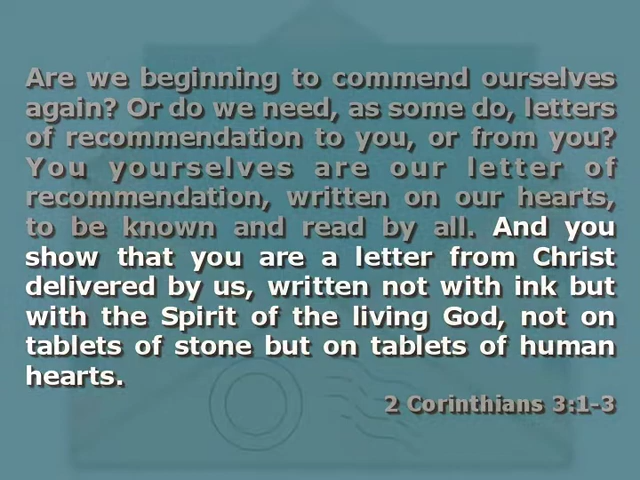 Are we beginning to commend ourselves
again? Or do we need, as some do, letters
of recommendation to you, or from you?
You yourselves are our letter of
recommendation, written on our hearts,
to be known and read by all. And you
show that you are a letter from Christ
delivered by us, written not with ink but
with the Spirit of the living God, not on
tablets of stone but on tablets of human
hearts.
2 Corinthians 3:1-3